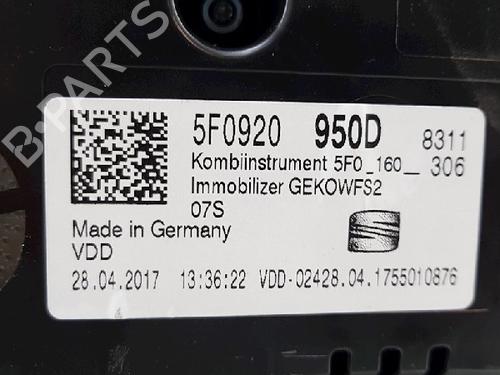 5F0920 950D 8311
Kombiinstrument 5F0_160__ 306
Immobilizer GEKOWFS2
07S
Made in Germany
VDD
28.04.2017 13:36:22 VDD-02428.04.1755010876
B-PARTS